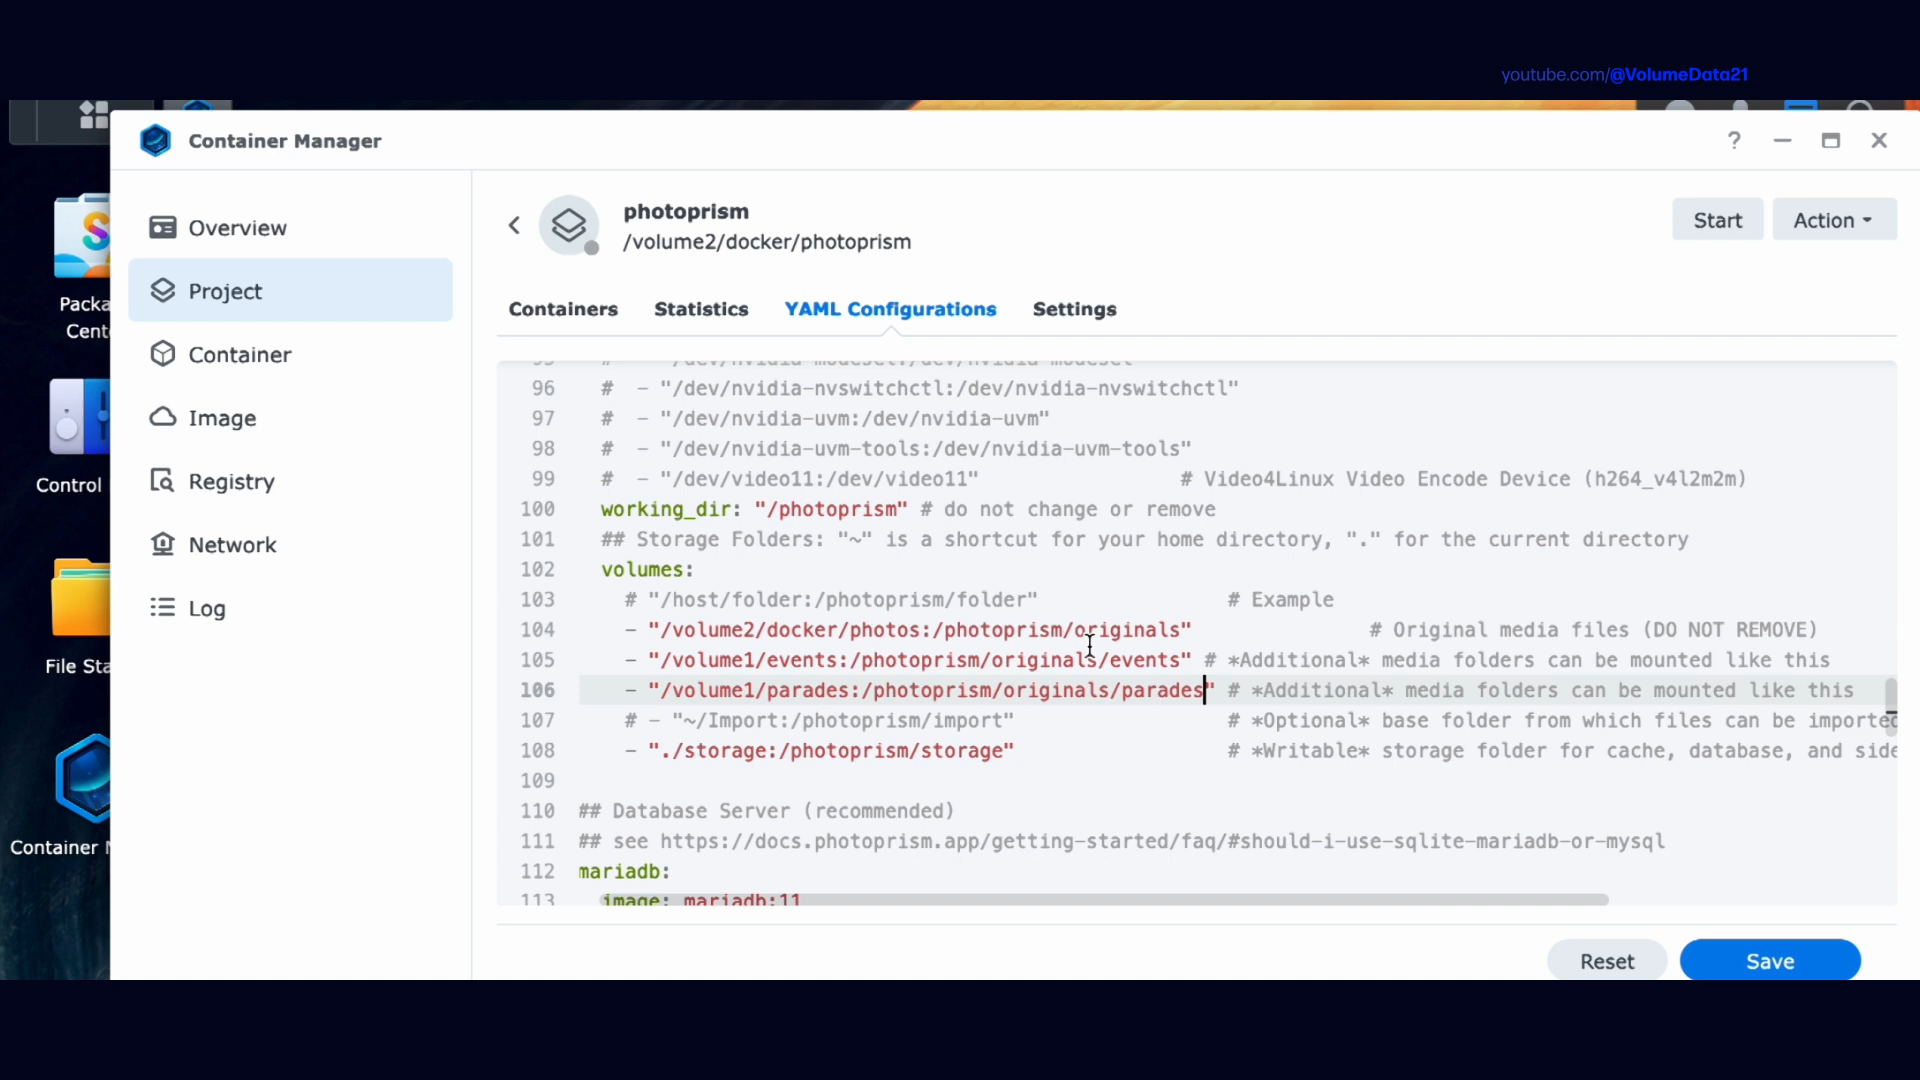 youtube.com/@VolumeData21
Container Manager
?
photoprism
/volume2/docker/photoprism
Start
Action
Overview
Project
Container
Image
Registry
Network
Log
Containers
Statistics
YAML Configurations
Settings
96 # - "/dev/nvidia-nvswitchctl:/dev/nvidia-nvswitchctl"
97 # - "/dev/nvidia-uvm:/dev/nvidia-uvm"
98 # - "/dev/nvidia-uvm-tools:/dev/nvidia-uvm-tools"
99 # - "/dev/video11:/dev/video11" # Video4Linux Video Encode Device (h264_v4l2m2m)
100 working_dir: "/photoprism" # do not change or remove
101 ## Storage Folders: "~" is a shortcut for your home directory, "." for the current directory
102 volumes:
103 # "/host/folder:/photoprism/folder" # Example
104 - "/volume2/docker/photos:/photoprism/originals" # Original media files (DO NOT REMOVE)
105 - "/volume1/events:/photoprism/originals/events" # *Additional* media folders can be mounted like this
106 - "/volume1/parades:/photoprism/originals/parades" # *Additional* media folders can be mounted like this
107 # - "~/Import:/photoprism/import" # *Optional* base folder from which files can be imported
108 - "./storage:/photoprism/storage" # *Writable* storage folder for cache, database, and side
109
110 ## Database Server (recommended)
111 ## see https://docs.photoprism.app/getting-started/faq/#should-i-use-sqlite-mariadb-or-mysql
112 mariadb:
113 image: mariadb:11
Reset
Save
Packa
Cent
Control
File Sta
Container